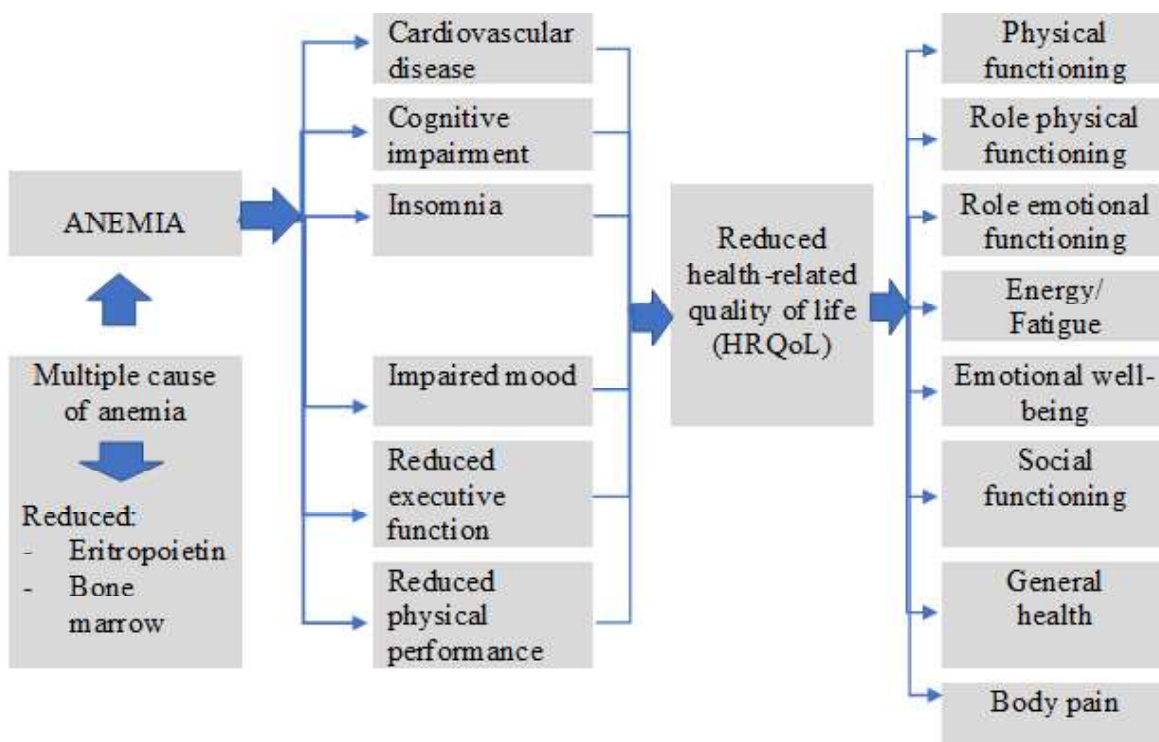 ANEMIA
Multiple cause
of anemia
Reduced:
- Eritropoietin
- Bone
marrow
Cardiovascular
disease
Cognitive
impairment
Insomnia
Impaired mood
Reduced
executive
function
Reduced
physical
performance
Reduced
health-related
quality of life
(HRQoL)
Physical
functioning
Role physical
functioning
Role emotional
functioning
Energy/
Fatigue
Emotional well-
being
Social
functioning
General
health
Body pain